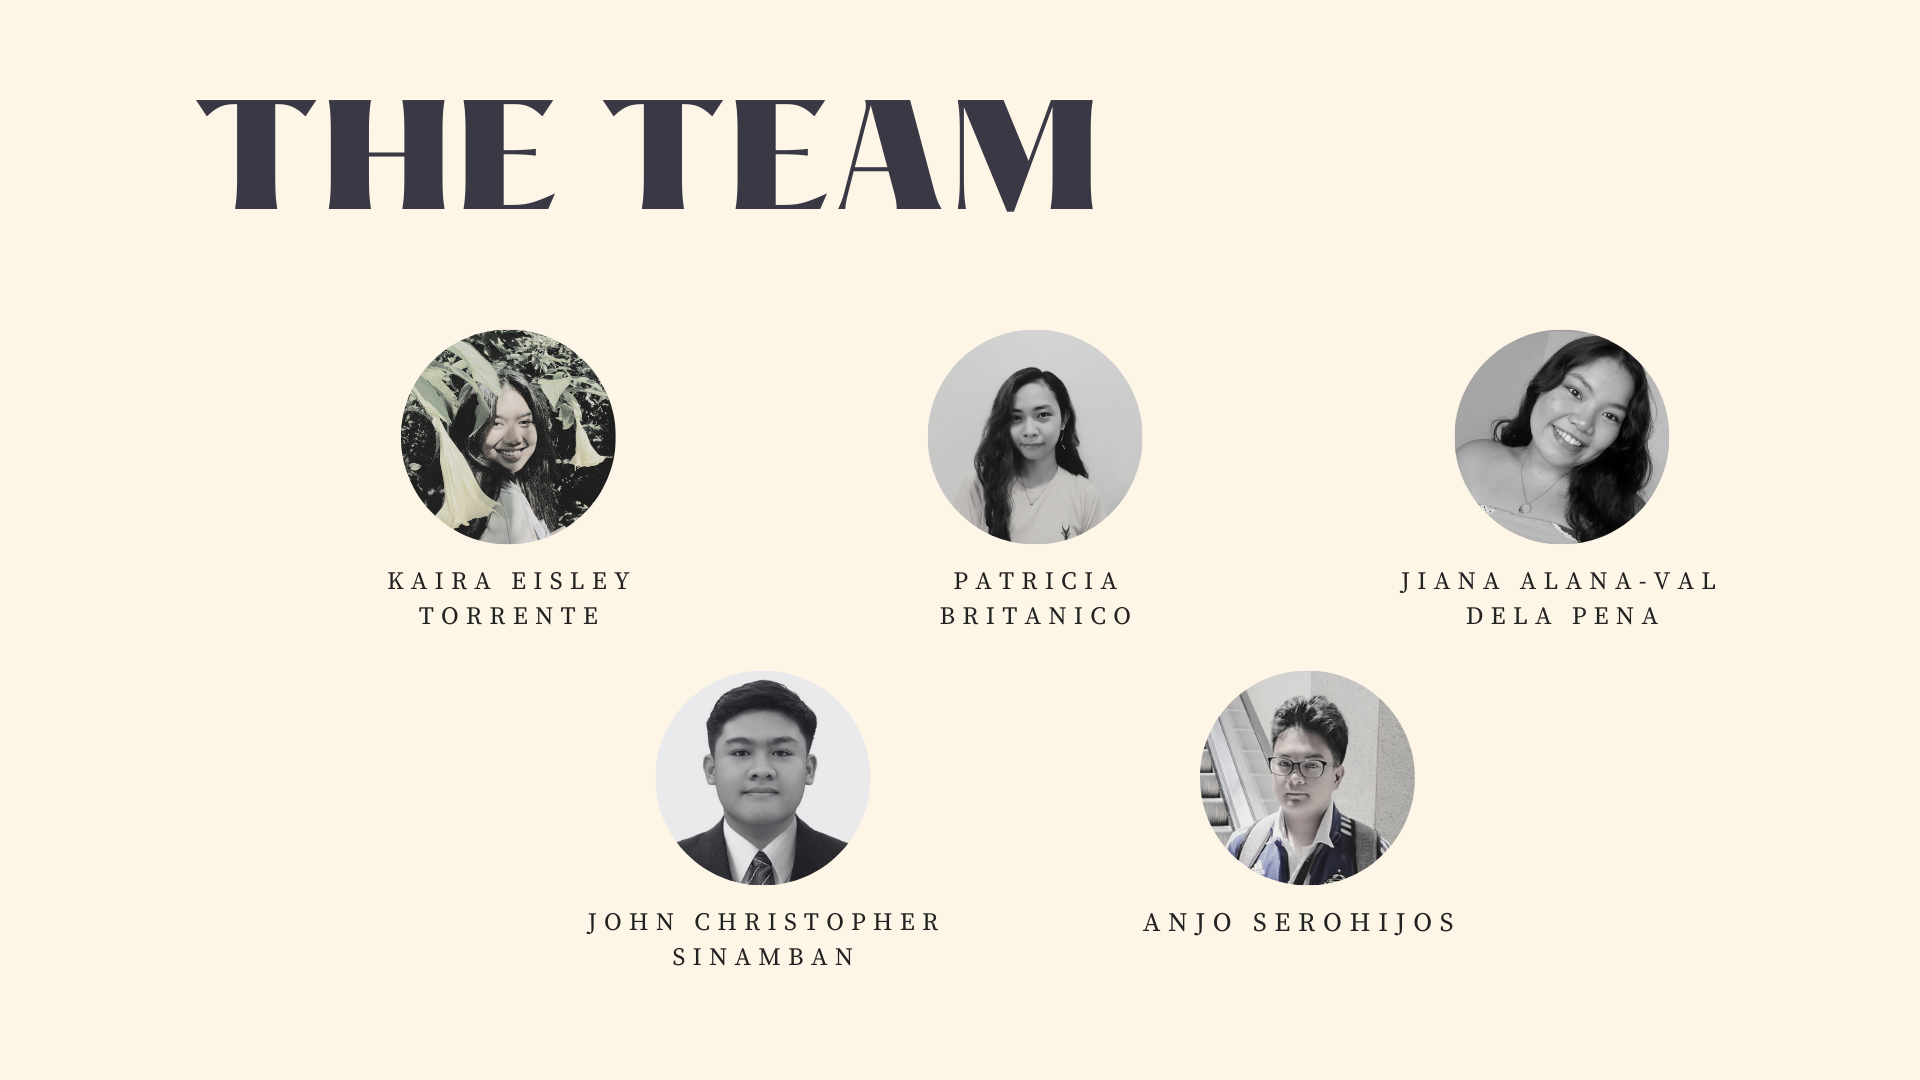 THE TEAM
KAIRA EISLEY
TORRENTE
PATRICIA
BRITANICO
JIANA ALANA-VAL
DELA PENA
JOHN CHRISTOPHER
SINAMBAN
ANJO SEROHIJOS